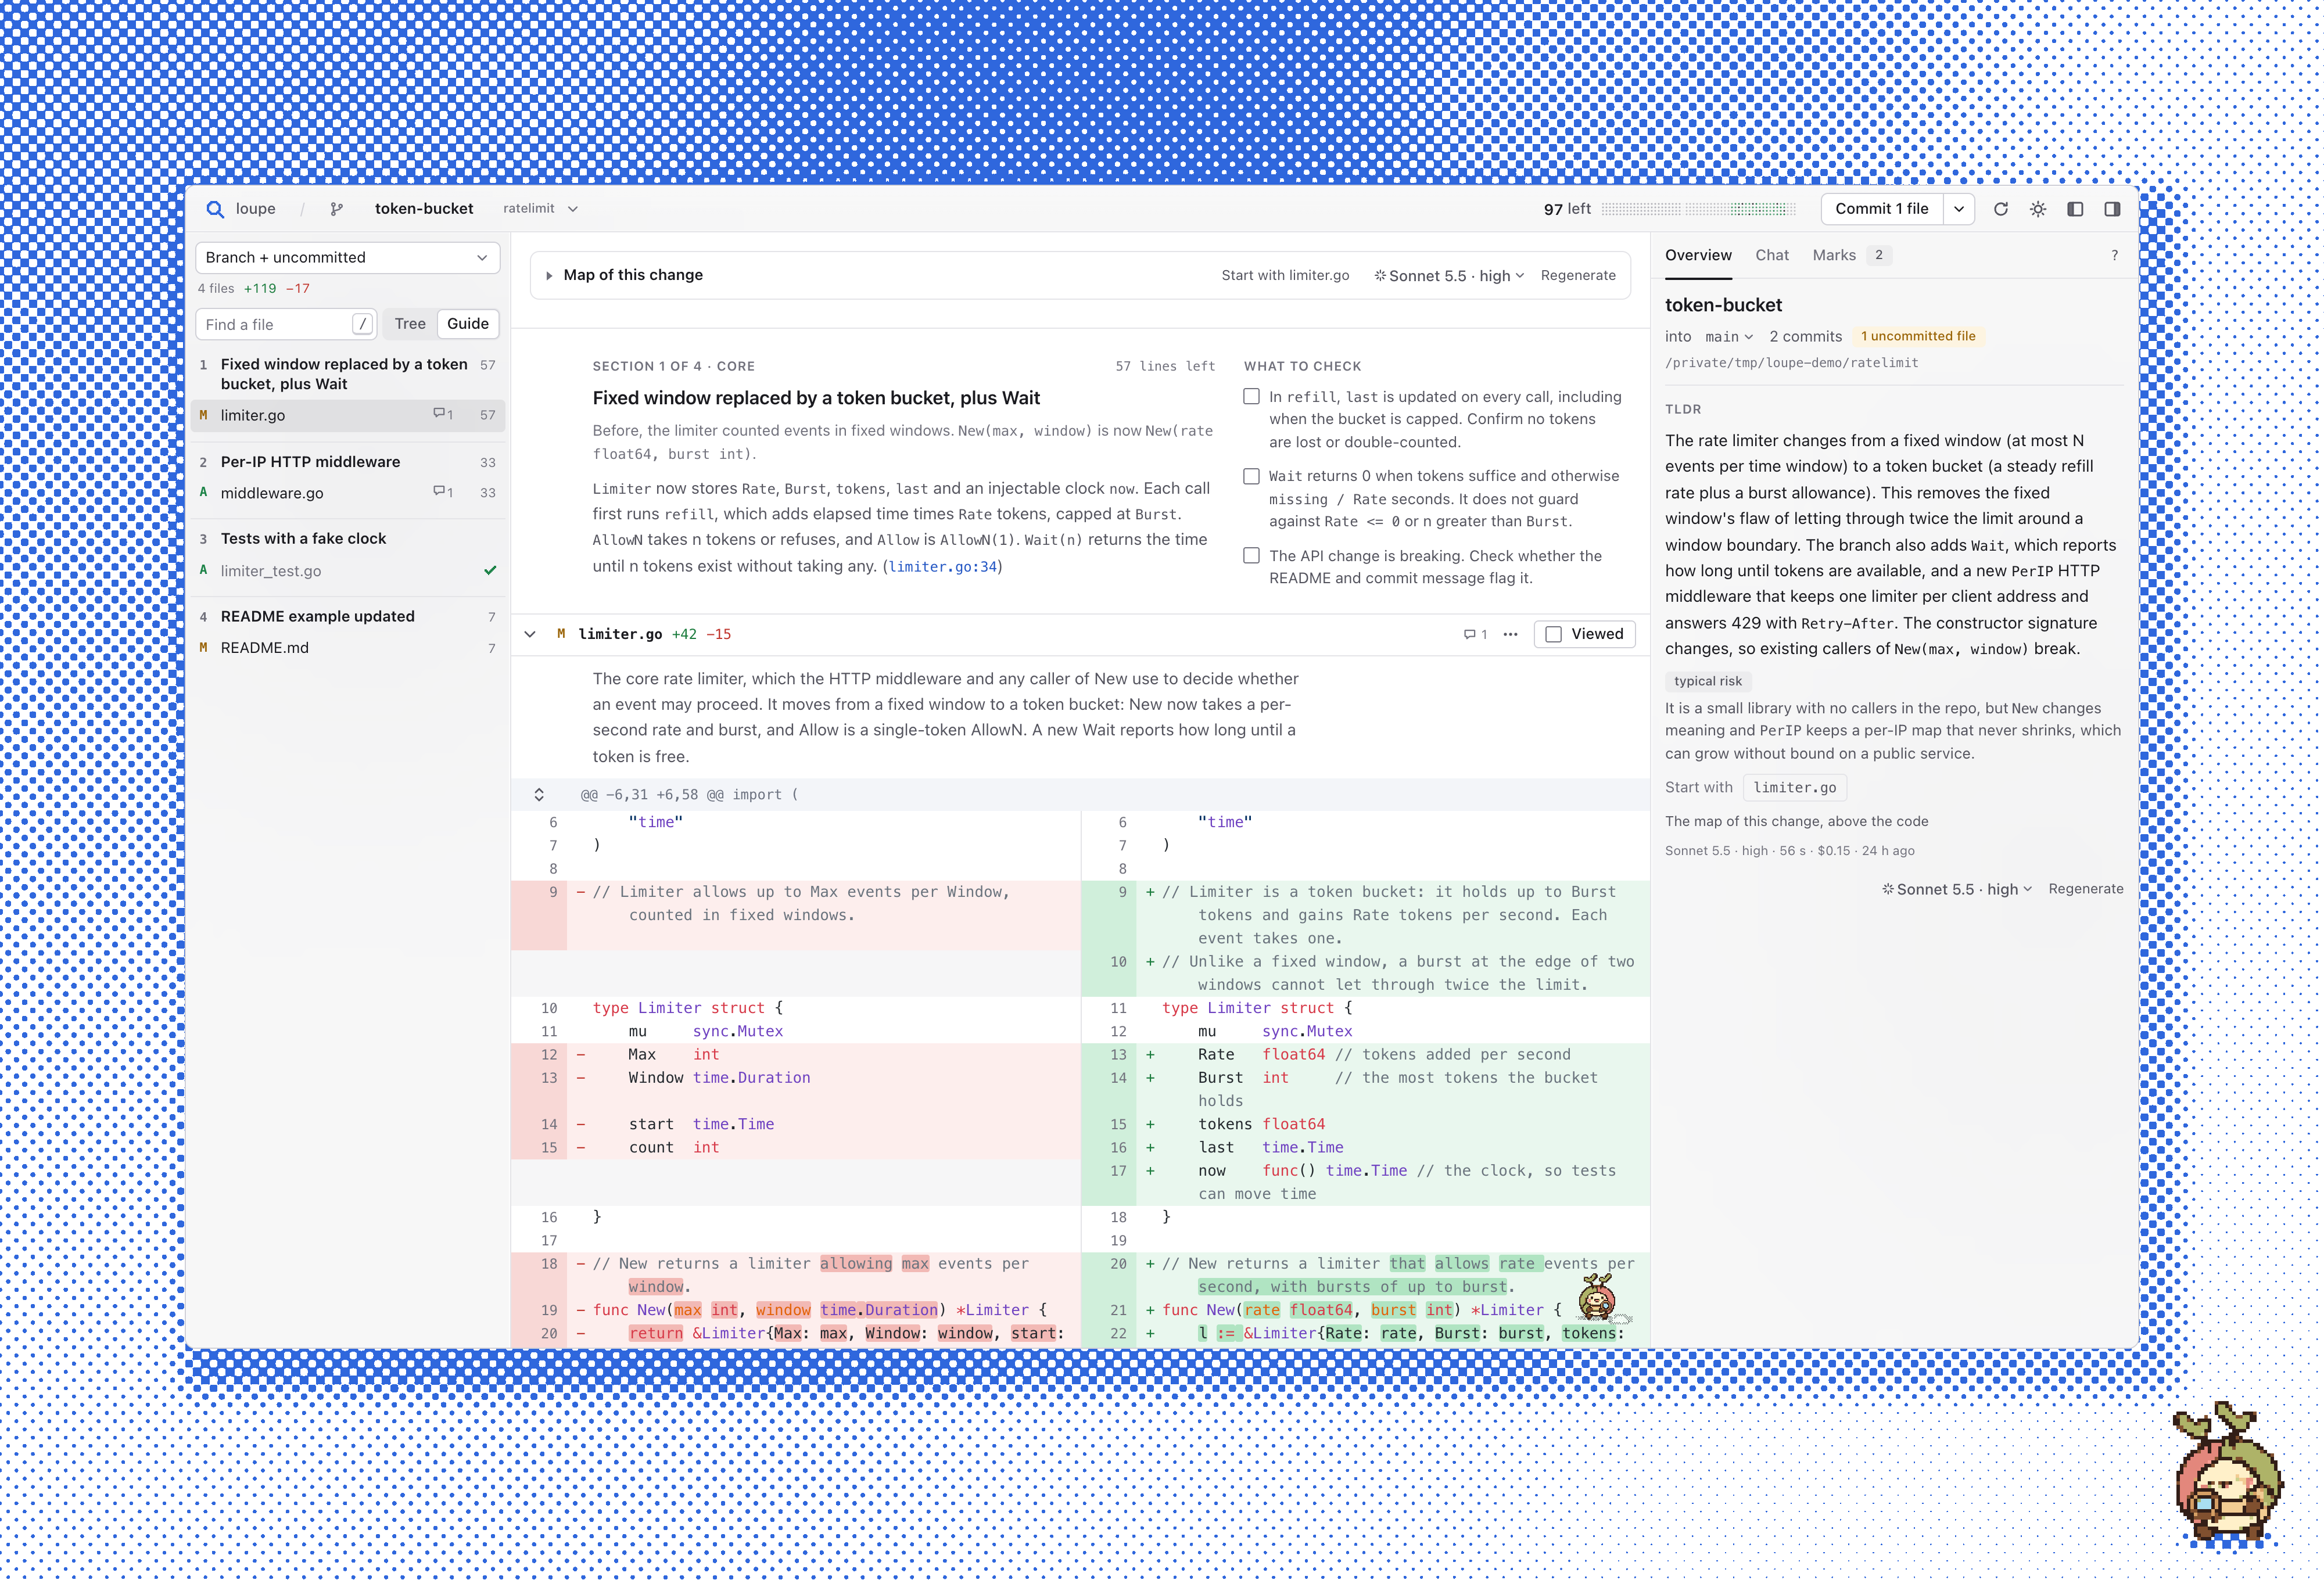 loupe / token-bucket ratelimit
97 left
Commit 1 file
Branch + uncommitted
4 files +119 −17
Find a file /
Tree Guide
1 Fixed window replaced by a token 57
bucket, plus Wait
M limiter.go 1 57
2 Per-IP HTTP middleware 33
A middleware.go 1 33
3 Tests with a fake clock
A limiter_test.go
4 README example updated 7
M README.md 7
Map of this change Start with limiter.go Sonnet 5.5 · high Regenerate
SECTION 1 OF 4 · CORE 57 lines left
Fixed window replaced by a token bucket, plus Wait
Before, the limiter counted events in fixed windows. New(max, window) is now New(rate
float64, burst int).
Limiter now stores Rate, Burst, tokens, last and an injectable clock now. Each call
first runs refill, which adds elapsed time times Rate tokens, capped at Burst.
AllowN takes n tokens or refuses, and Allow is AllowN(1). Wait(n) returns the time
until n tokens exist without taking any. (limiter.go:34)
WHAT TO CHECK
In refill, last is updated on every call, including
when the bucket is capped. Confirm no tokens
are lost or double-counted.
Wait returns 0 when tokens suffice and otherwise
missing / Rate seconds. It does not guard
against Rate <= 0 or n greater than Burst.
The API change is breaking. Check whether the
README and commit message flag it.
M limiter.go +42 −15 1 ··· Viewed
The core rate limiter, which the HTTP middleware and any caller of New use to decide whether
an event may proceed. It moves from a fixed window to a token bucket: New now takes a per-
second rate and burst, and Allow is a single-token AllowN. A new Wait reports how long until a
token is free.
@@ −6,31 +6,58 @@ import (
6 "time"
7 )
8
9 − // Limiter allows up to Max events per Window,
counted in fixed windows.
10 type Limiter struct {
11 mu sync.Mutex
12 − Max int
13 − Window time.Duration
14 − start time.Time
15 − count int
16 }
17
18 − // New returns a limiter allowing max events per
window.
19 − func New(max int, window time.Duration) *Limiter {
20 − return &Limiter{Max: max, Window: window, start:
6 "time"
7 )
8
9 + // Limiter is a token bucket: it holds up to Burst
tokens and gains Rate tokens per second. Each
event takes one.
10 + // Unlike a fixed window, a burst at the edge of two
windows cannot let through twice the limit.
11 type Limiter struct {
12 mu sync.Mutex
13 + Rate float64 // tokens added per second
14 + Burst int // the most tokens the bucket
holds
15 + tokens float64
16 + last time.Time
17 + now func() time.Time // the clock, so tests
can move time
18 }
19
20 + // New returns a limiter that allows rate events per
second, with bursts of up to burst.
21 + func New(rate float64, burst int) *Limiter {
22 + l := &Limiter{Rate: rate, Burst: burst, tokens:
Overview Chat Marks 2 ?
token-bucket
into main 2 commits 1 uncommitted file
/private/tmp/loupe-demo/ratelimit
TLDR
The rate limiter changes from a fixed window (at most N
events per time window) to a token bucket (a steady refill
rate plus a burst allowance). This removes the fixed
window's flaw of letting through twice the limit around a
window boundary. The branch also adds Wait, which reports
how long until tokens are available, and a new PerIP HTTP
middleware that keeps one limiter per client address and
answers 429 with Retry-After. The constructor signature
changes, so existing callers of New(max, window) break.
typical risk
It is a small library with no callers in the repo, but New changes
meaning and PerIP keeps a per-IP map that never shrinks, which
can grow without bound on a public service.
Start with limiter.go
The map of this change, above the code
Sonnet 5.5 · high · 56 s · $0.15 · 24 h ago
Sonnet 5.5 · high Regenerate